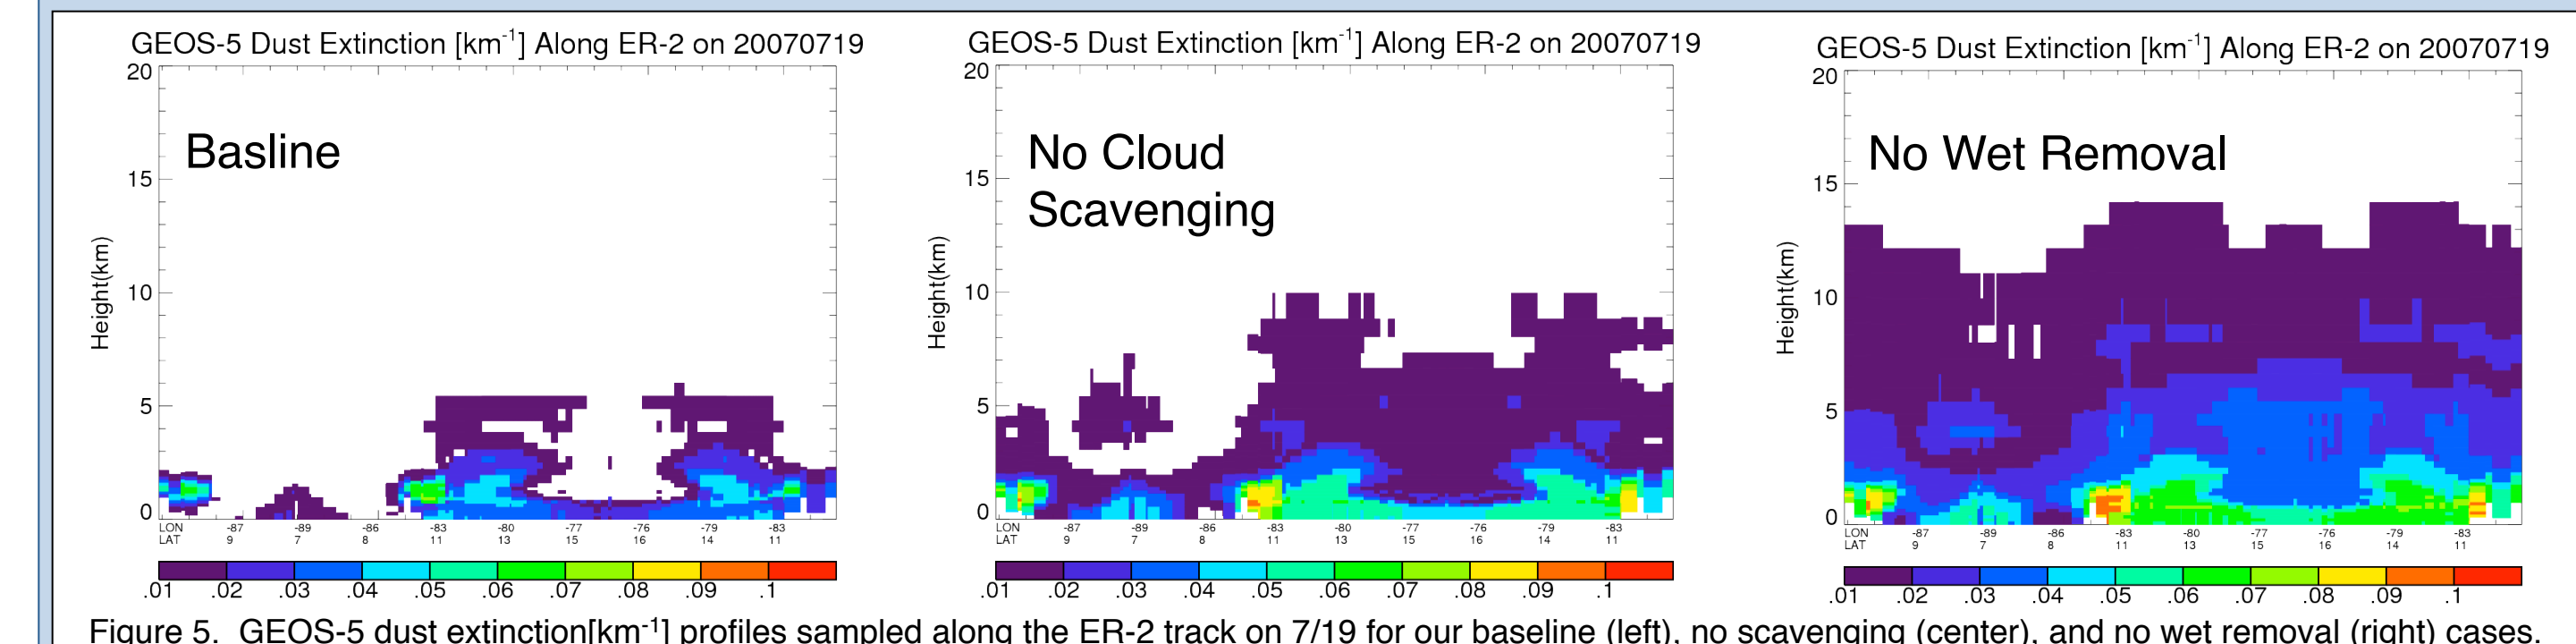 GEOS-5 Dust Extinction [km-1] Along ER-2 on 20070719
20
Basline
15
Height(km)
10
5
0
LON -87 -89 -86 -83 -80 -77 -76 -79 -83
LAT 9 7 8 11 13 15 16 14 11
.01 .02 .03 .04 .05 .06 .07 .08 .09 .1
GEOS-5 Dust Extinction [km-1] Along ER-2 on 20070719
20
No Cloud
Scavenging
15
Height(km)
10
5
0
LON -87 -89 -86 -83 -80 -77 -76 -79 -83
LAT 9 7 8 11 13 15 16 14 11
.01 .02 .03 .04 .05 .06 .07 .08 .09 .1
GEOS-5 Dust Extinction [km-1] Along ER-2 on 20070719
20
No Wet Removal
15
Height(km)
10
5
0
LON -87 -89 -86 -83 -80 -77 -76 -79 -83
LAT 9 7 8 11 13 15 16 14 11
.01 .02 .03 .04 .05 .06 .07 .08 .09 .1
Figure 5. GEOS-5 dust extinction[km-1] profiles sampled along the ER-2 track on 7/19 for our baseline (left), no scavenging (center), and no wet removal (right) cases.